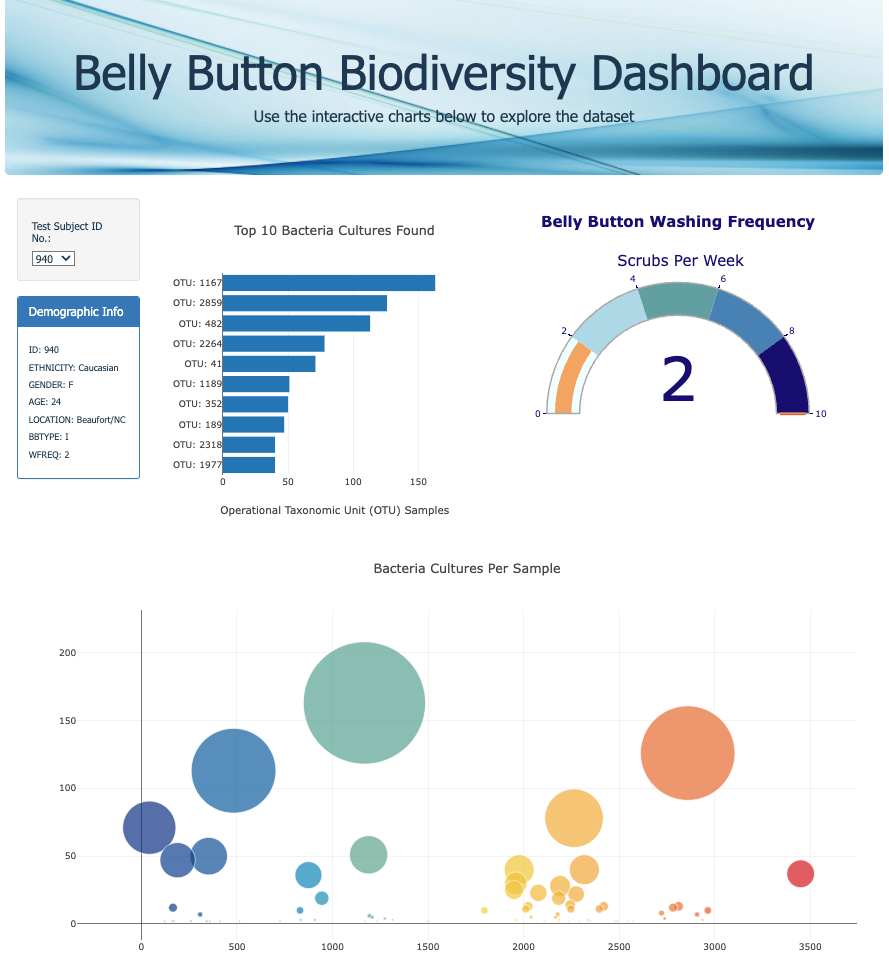 Belly Button Biodiversity Dashboard
Use the interactive charts below to explore the dataset
Test Subject ID
No.:
940
Demographic Info
ID: 940
ETHNICITY: Caucasian
GENDER: F
AGE: 24
LOCATION: Beaufort/NC
BBTYPE: I
WFREQ: 2
Top 10 Bacteria Cultures Found
OTU: 1167
OTU: 2859
OTU: 482
OTU: 2264
OTU: 41
OTU: 1189
OTU: 352
OTU: 189
OTU: 2318
OTU: 1977
0 50 100 150
Operational Taxonomic Unit (OTU) Samples
Belly Button Washing Frequency
Scrubs Per Week
4 6
2 8
2
0 10
Bacteria Cultures Per Sample
200
150
100
50
0
0 500 1000 1500 2000 2500 3000 3500